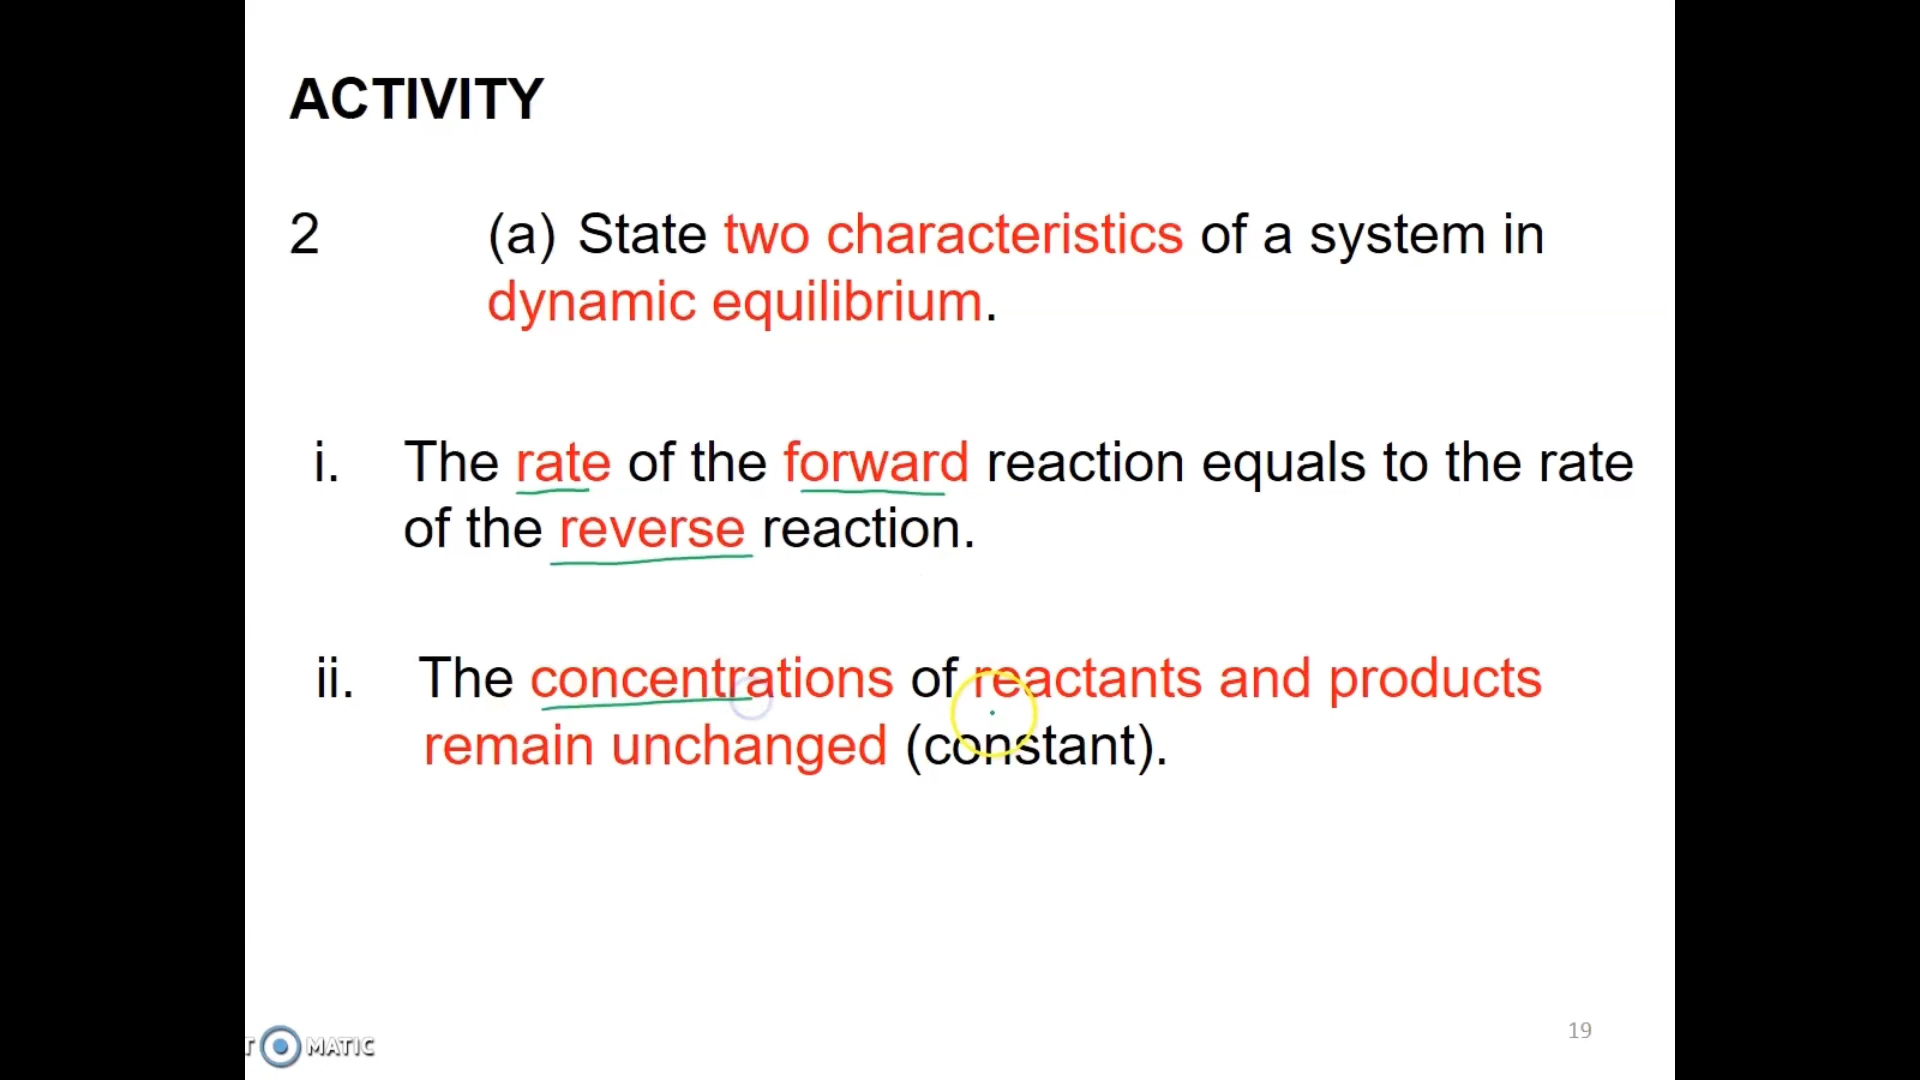 ACTIVITY
2 (a) State two characteristics of a system in
dynamic equilibrium.
i. The rate of the forward reaction equals to the rate
of the reverse reaction.
ii. The concentrations of reactants and products
remain unchanged (constant).
19
MATIC